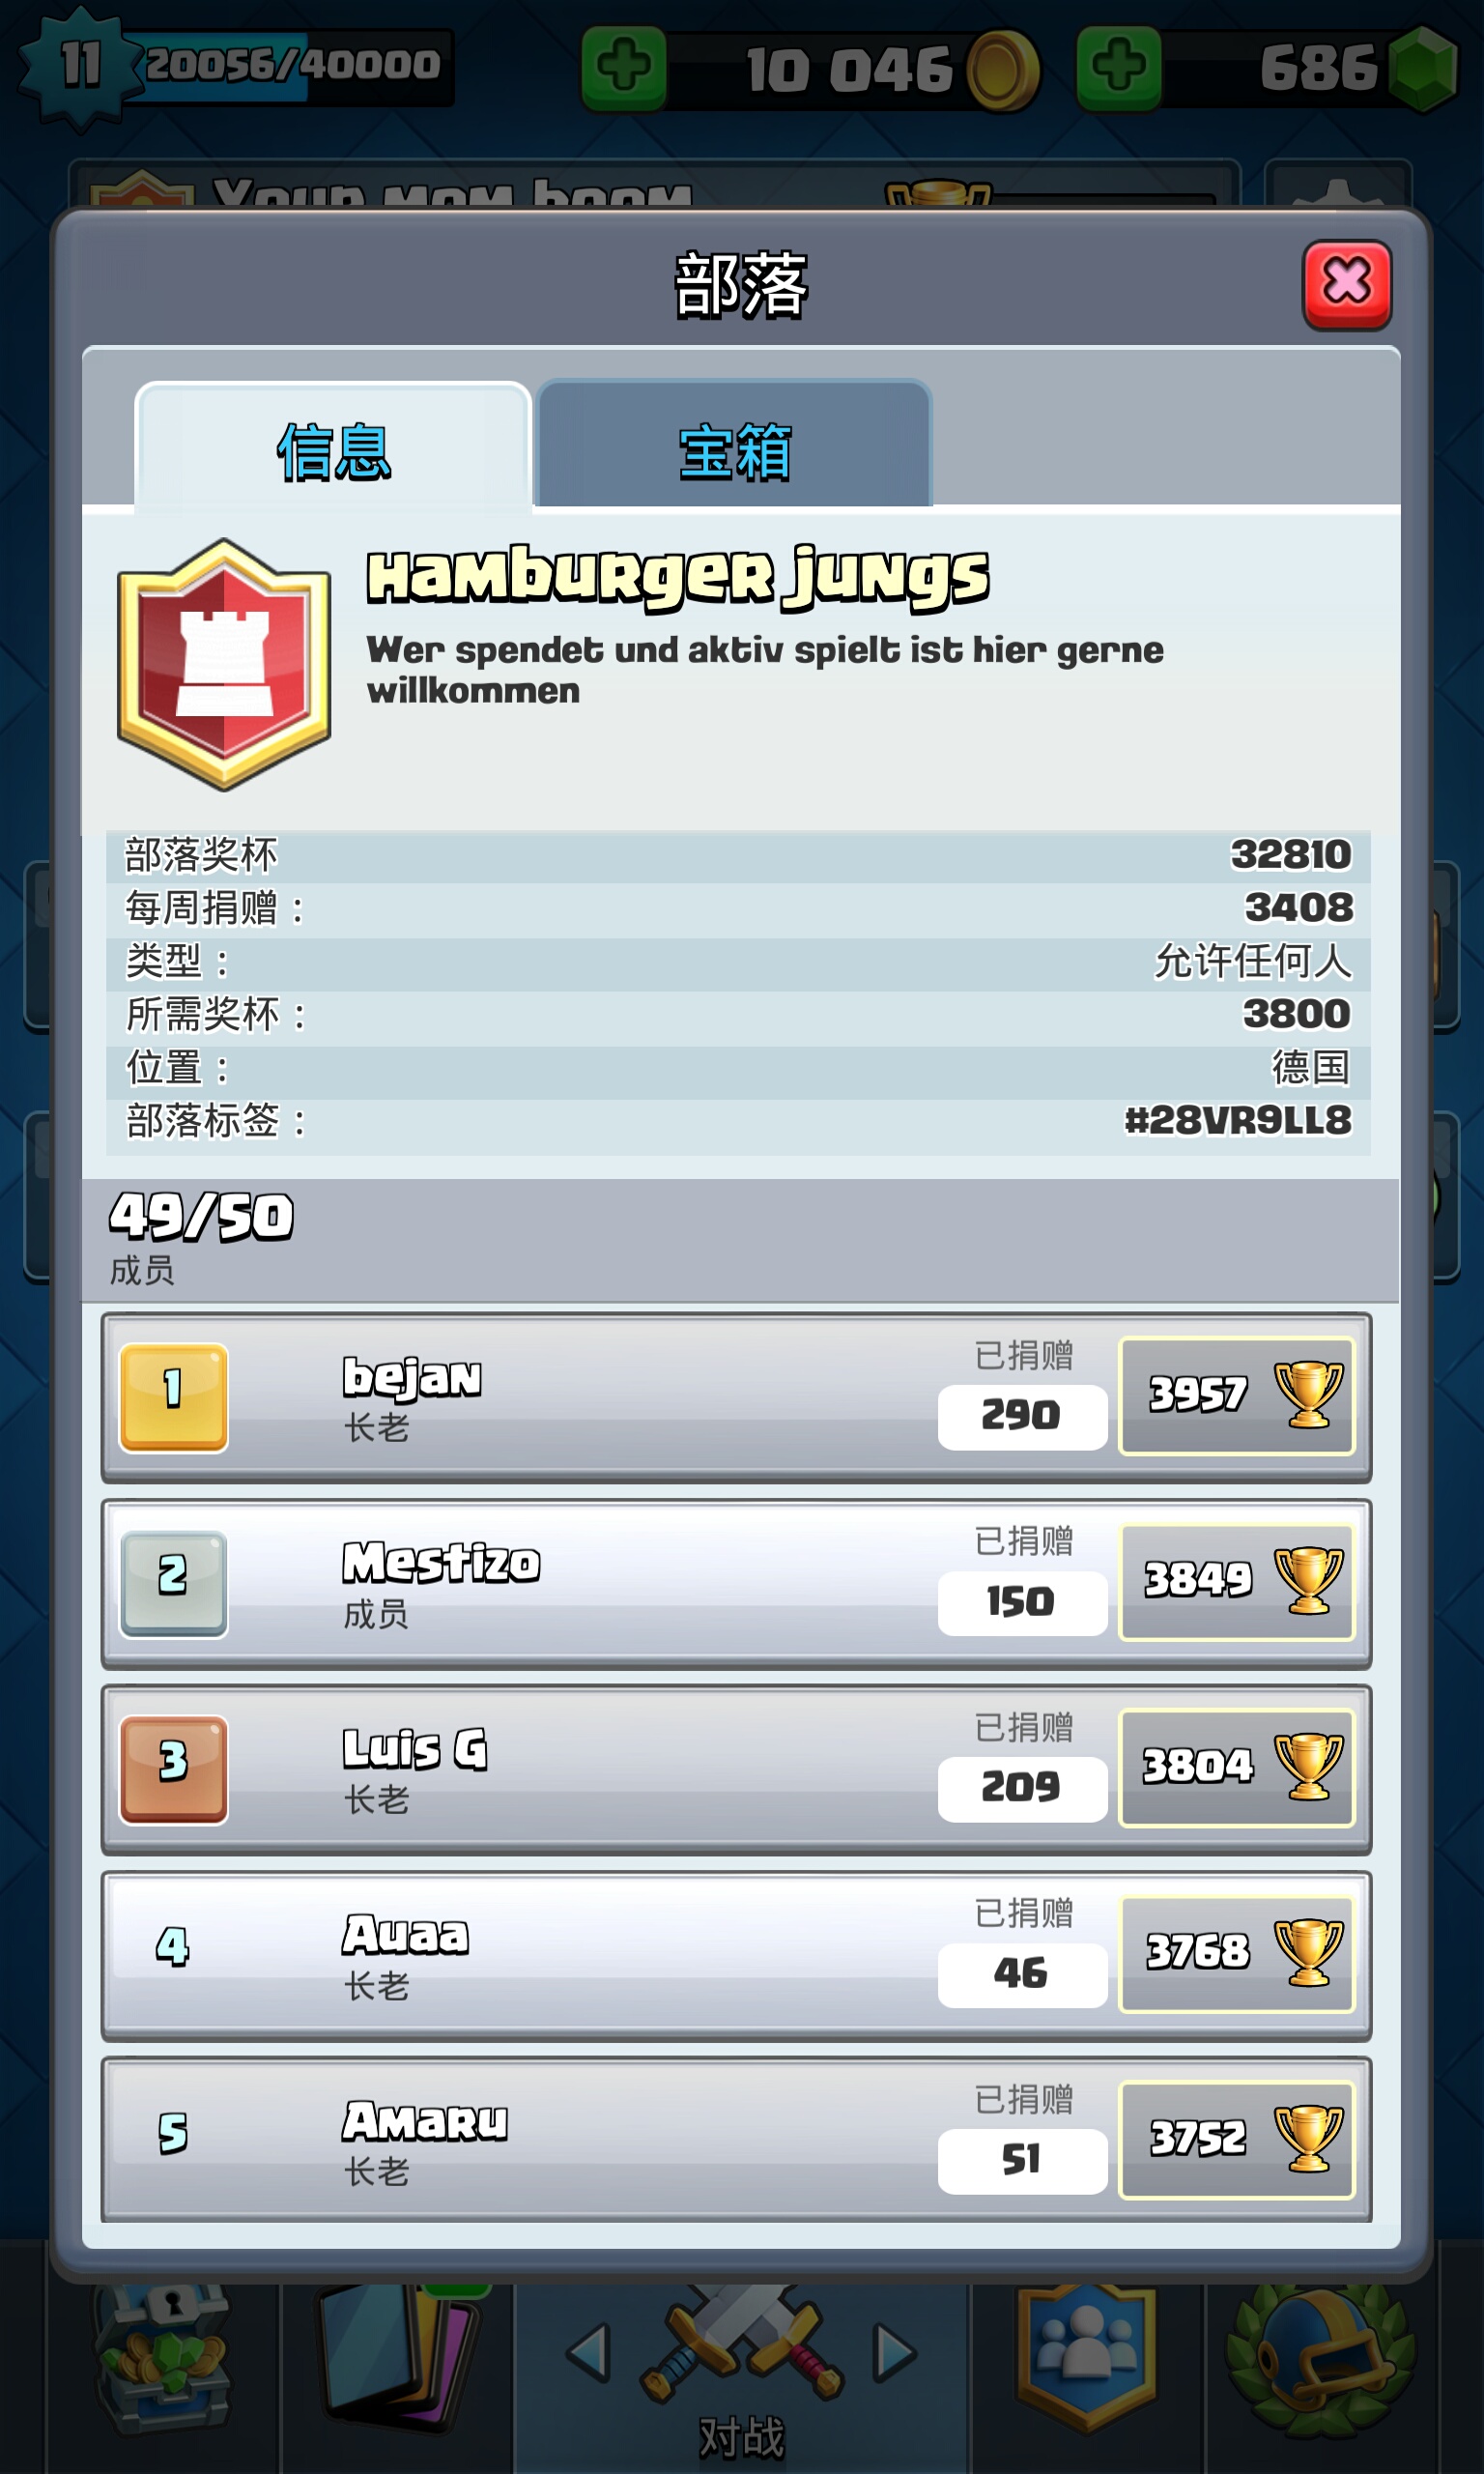 11
20056/40000
10 046
686
Your mom boom
部落
信息
宝箱
Hamburger jungs
Wer spendet und aktiv spielt ist hier gerne
willkommen
部落奖杯 32810
每周捐赠： 3408
类型： 允许任何人
所需奖杯： 3800
位置： 德国
部落标签： #28VR9LL8
49/50
成员
1
bejan
长老
已捐赠
290
3957
2
Mestizo
成员
已捐赠
150
3849
3
Luis G
长老
已捐赠
209
3804
4
Auaa
长老
已捐赠
46
3768
5
Amaru
长老
已捐赠
51
3752
对战